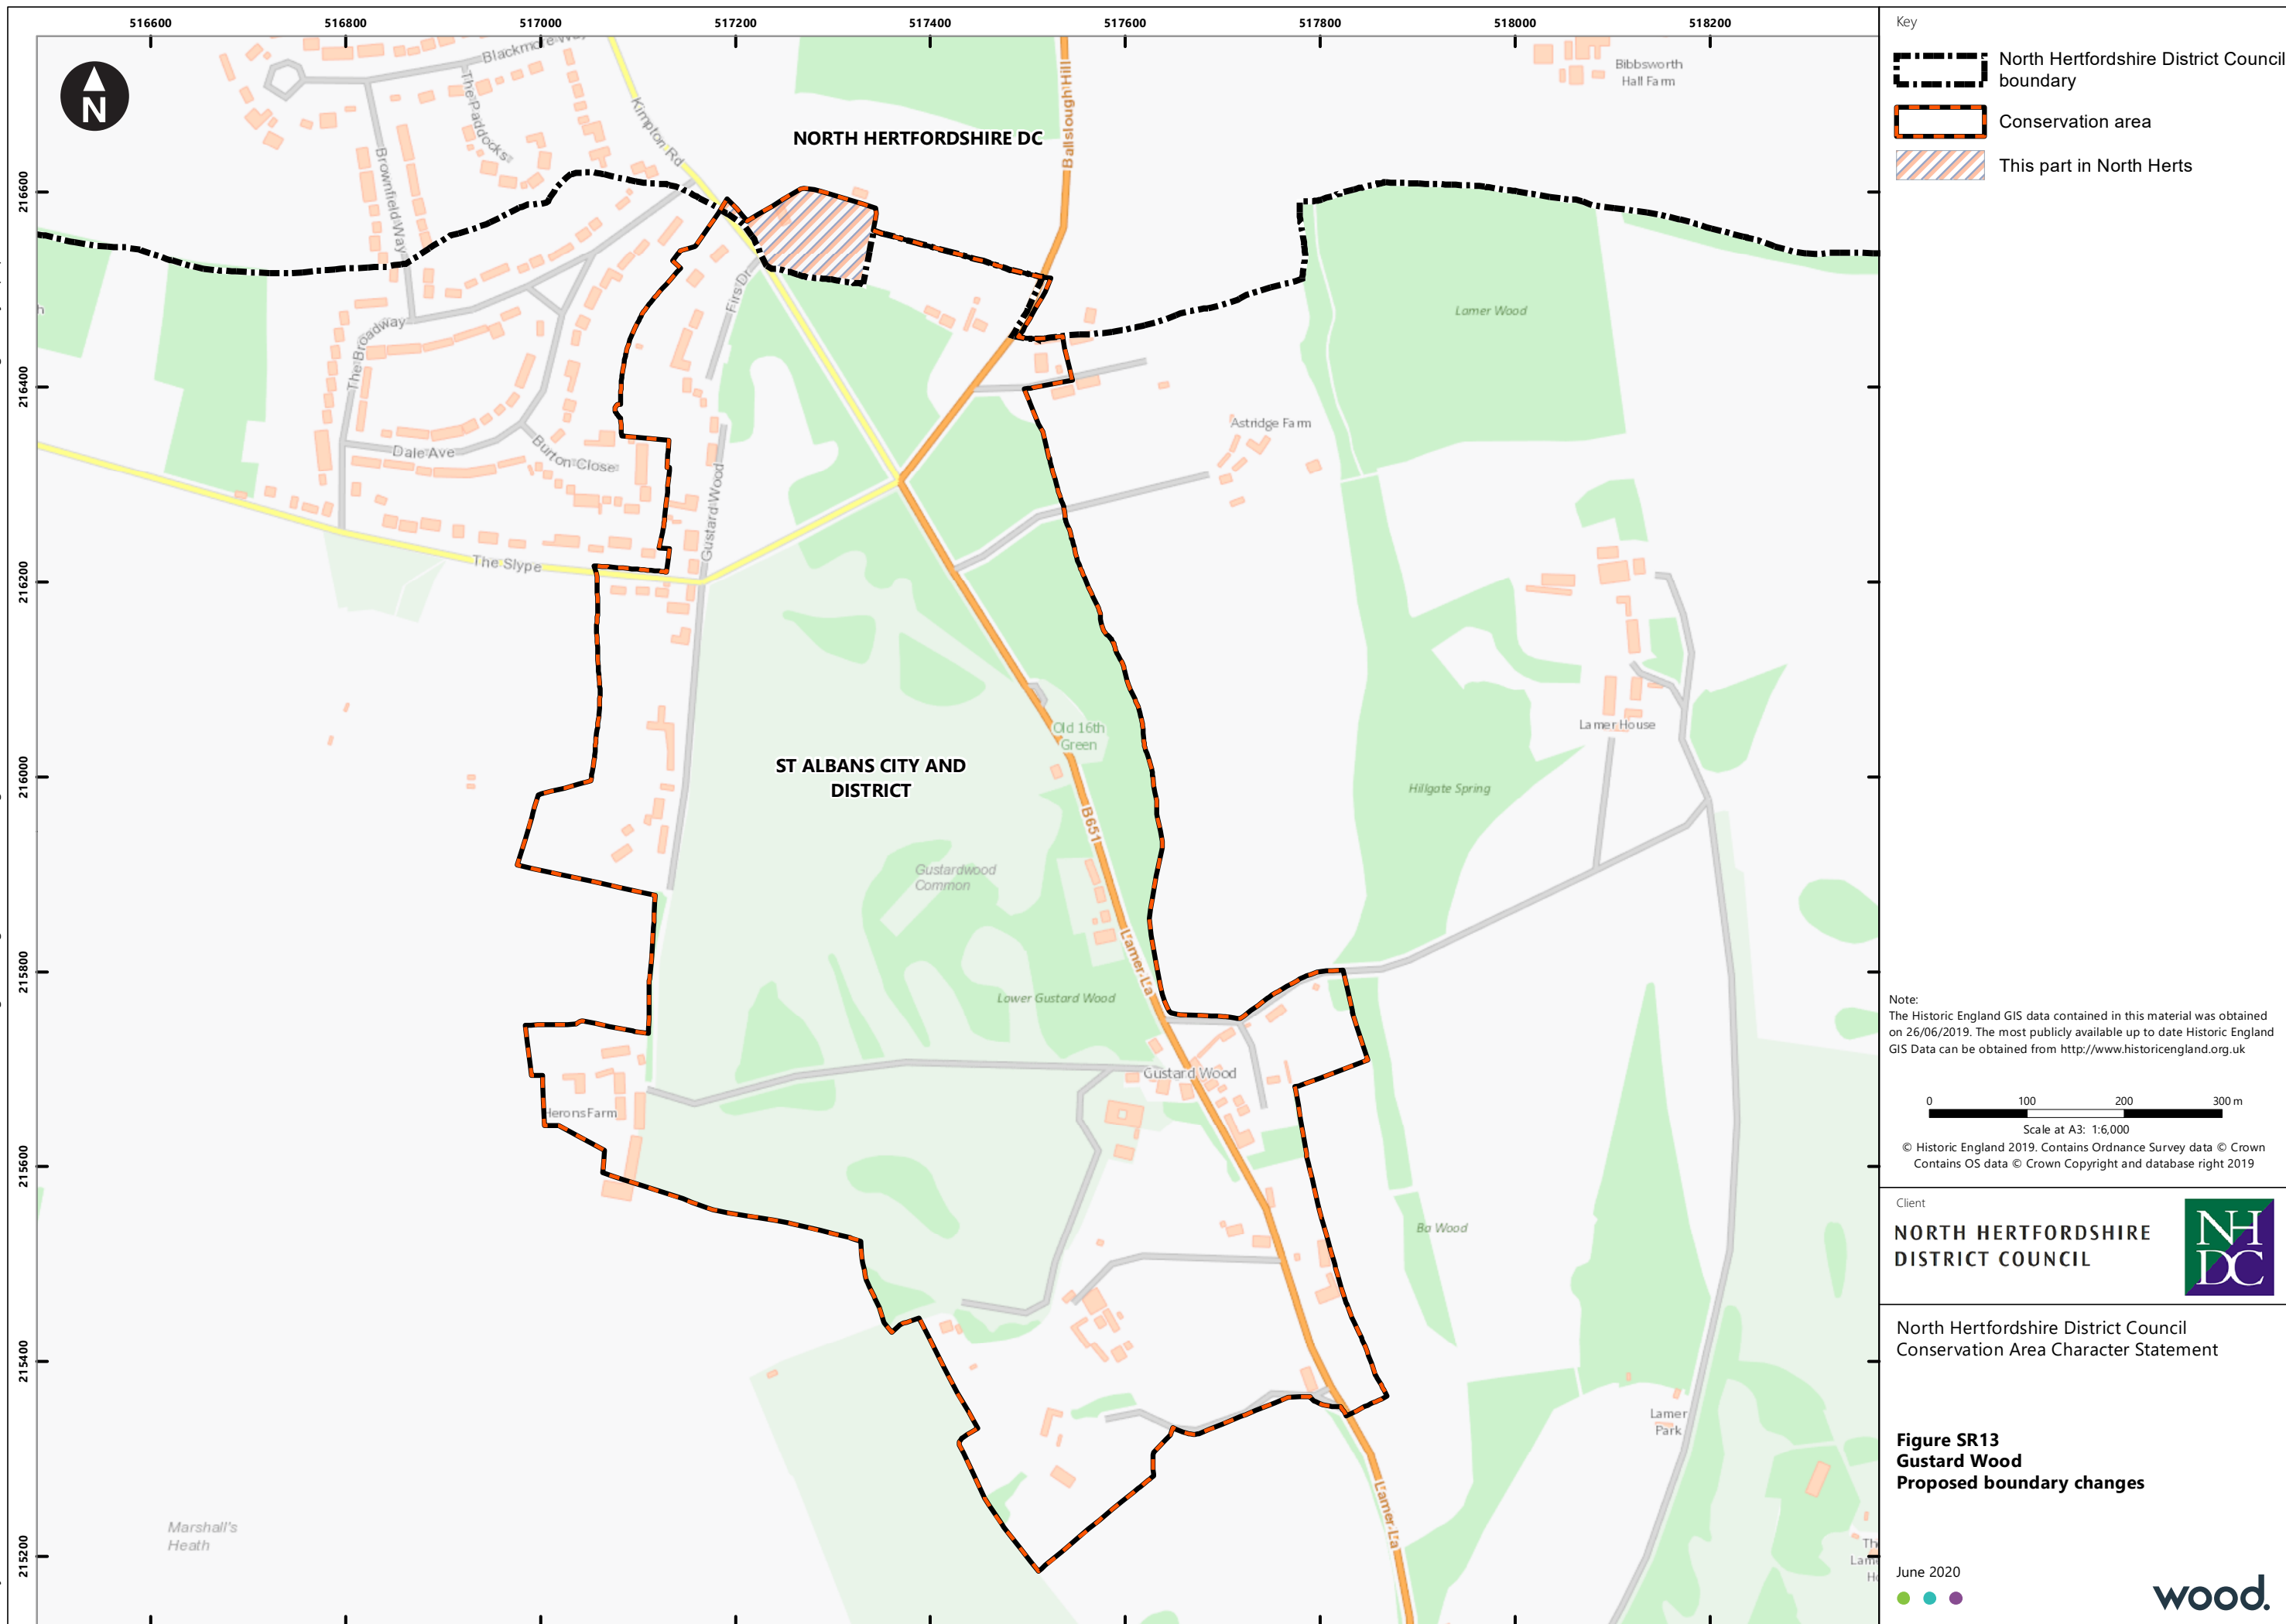 516600 516800 517000 517200 517400 517600 517800 518000 518200
216600
216400
216200
216000
215800
215600
215400
215200
N
The Paddocks
Kimpton Rd
Ballslough Hill
Bibbsworth
Hall Farm
NORTH HERTFORDSHIRE DC
Brownfield Way
Firs Dr
Lamer Wood
The Broadway
Astridge Farm
Dale Ave
Burton Close
Gustard Wood
The Slype
Old 16th
Green
Lamer House
ST ALBANS CITY AND
DISTRICT
Hillgate Spring
B651
Gustardwood
Common
Lamer La
Lower Gustard Wood
Gustard Wood
Herons Farm
Bo Wood
Lamer
Park
Lamer La
Marshall's
Heath
Key
North Hertfordshire District Council
boundary
Conservation area
This part in North Herts
Note:
The Historic England GIS data contained in this material was obtained
on 26/06/2019. The most publicly available up to date Historic England
GIS Data can be obtained from http://www.historicengland.org.uk
0 100 200 300 m
Scale at A3: 1:6,000
© Historic England 2019. Contains Ordnance Survey data © Crown
Contains OS data © Crown Copyright and database right 2019
Client
NORTH HERTFORDSHIRE
DISTRICT COUNCIL
NH
DC
North Hertfordshire District Council
Conservation Area Character Statement
Figure SR13
Gustard Wood
Proposed boundary changes
June 2020
wood.